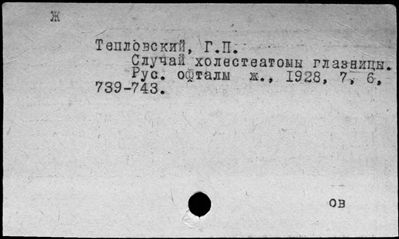 Ж
Тепловский, Г.П.
Случай холестеатомы глазницы.
Рус. офталм ж., 1928, 7, 6,
739-743.
ОВ